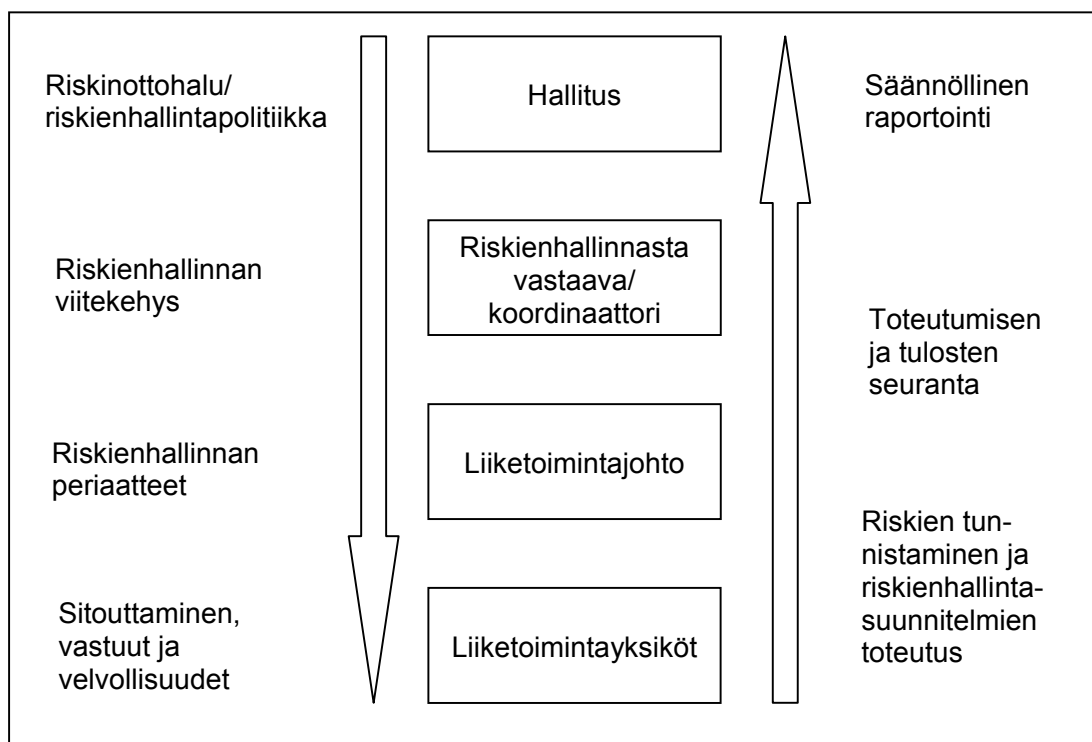 Riskinottohalu/
riskienhallintapolitiikka
Hallitus
Säännöllinen
raportointi
Riskienhallinnan
viitekehys
Riskienhallinnasta
vastaava/
koordinaattori
Toteutumisen
ja tulosten
seuranta
Riskienhallinnan
periaatteet
Liiketoimintajohto
Riskien tun-
nistaminen ja
riskienhallinta-
suunnitelmien
toteutus
Sitouttaminen,
vastuut ja
velvollisuudet
Liiketoimintayksiköt